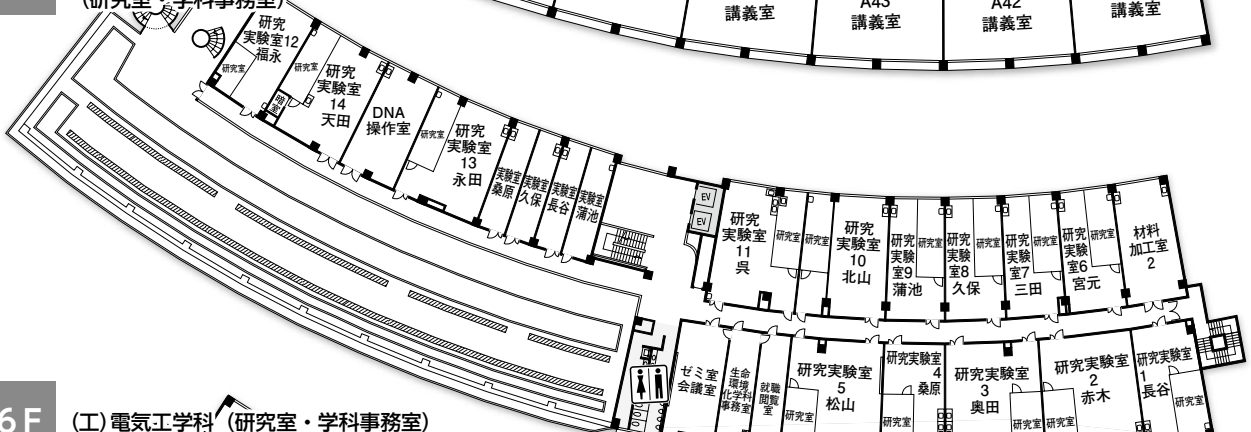 （研究室・学科事務室）
講義室
A43
講義室
A42
講義室
講義室
研究
実験室12
福永
研究室
研究室
暗室
研究
実験室
14
天田
DNA
操作室
研究室
研究
実験室
13
永田
実験室
桑原
実験室
久保
実験室
長谷
実験室
蒲池
EV
EV
研究
実験室
11
呉
研究室
研究室
研究
実験室
10
北山
研究
実験
室9
蒲池
研究室
研究
実験
室8
久保
研究室
研究
実験
室7
三田
研究室
研究
実験
室6
宮元
研究室
材料
加工室
2
ゼミ室
会議室
生命
環境
化学科
事務室
就職
閲覧
室
研究実験室
5
松山
研究室
研究実験室
4
桑原
研究室
研究実験室
3
奥田
研究室
研究実験室
2
赤木
研究室
研究実験室
1
長谷
研究室
6F
（工）電気工学科（研究室・学科事務室）